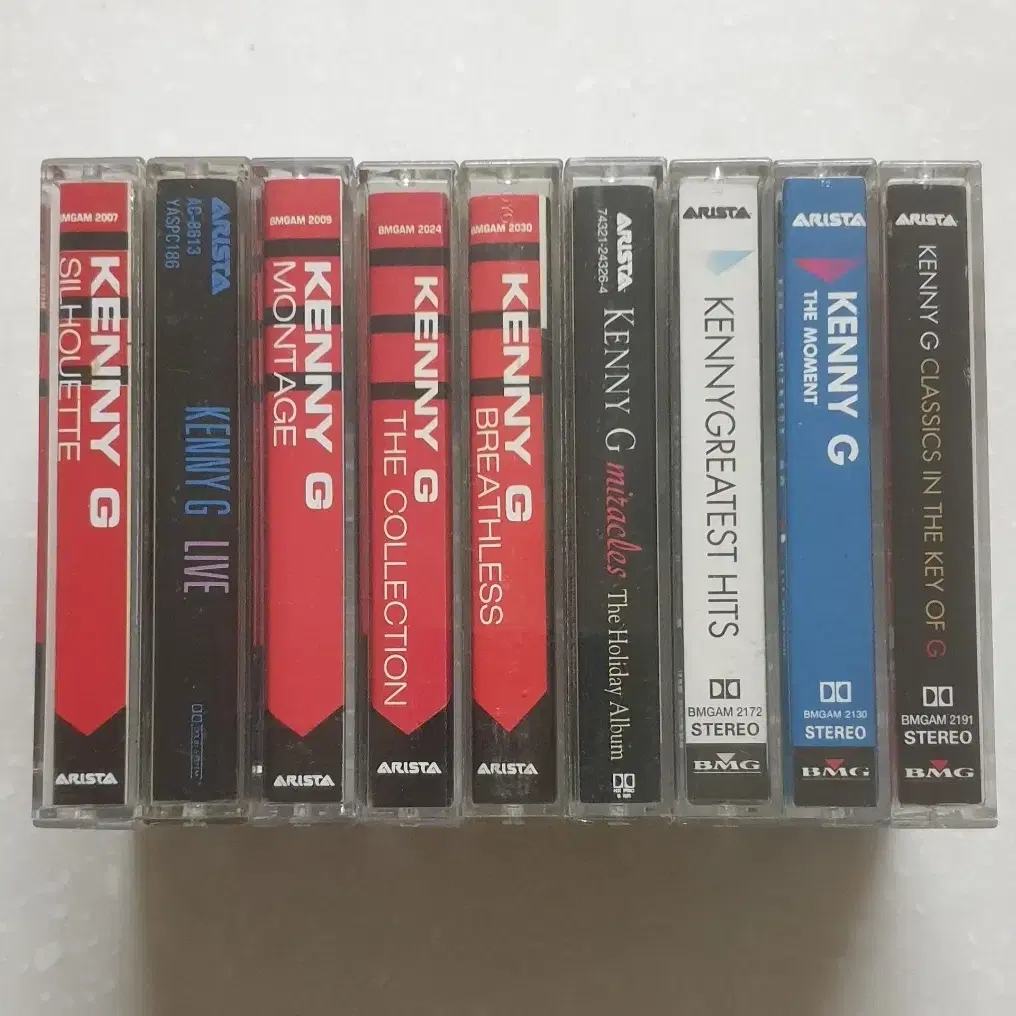 BMGAM 2007
KENNY G
SILHOUETTE
ARISTA
ARISTA
AC-8613
YASPC186
KENNY G LIVE
BMGAM 2009
KENNY G
MONTAGE
ARISTA
BMGAM 2024
KENNY G
THE COLLECTION
ARISTA
BMGAM 2030
KENNY G
BREATHLESS
ARISTA
ARISTA
74321-24326-4
KENNY G miracles The Holiday Album
ARISTA
KENNYGREATEST HITS
BMGAM 2172
STEREO
BMG
ARISTA
KENNY G
THE MOMENT
BMGAM 2130
STEREO
BMG
ARISTA
KENNY G CLASSICS IN THE KEY OF G
BMGAM 2191
STEREO
BMG